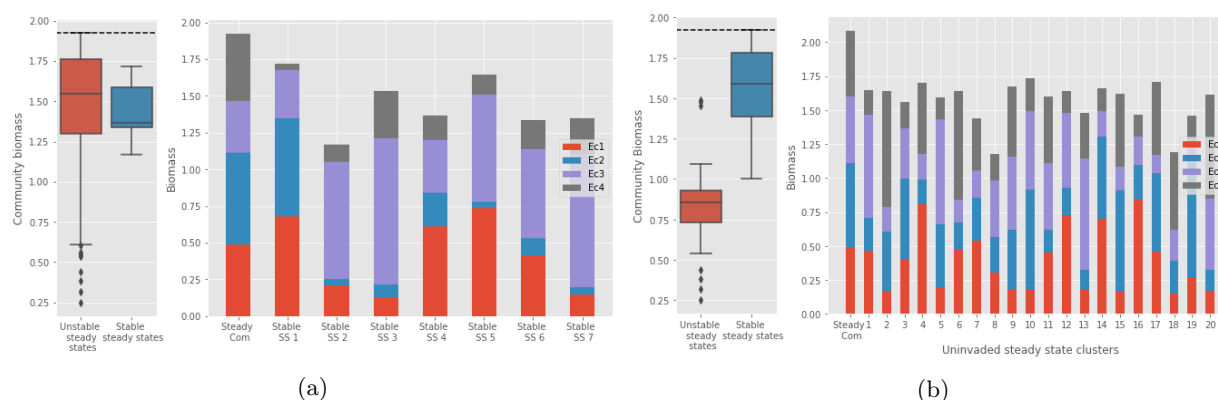 2.00
1.75
1.50
1.25
1.00
0.75
0.50
0.25
Community biomass
Unstable
steady
states
Stable
steady states
2.00
1.75
1.50
1.25
1.00
0.75
0.50
0.25
0.00
Biomass
Ec1
Ec2
Ec3
Ec4
Steady
Com
Stable
SS 1
Stable
SS 2
Stable
SS 3
Stable
SS 4
Stable
SS 5
Stable
SS 6
Stable
SS 7
(a)
2.00
1.75
1.50
1.25
1.00
0.75
0.50
0.25
Community Biomass
Unstable
steady
states
Stable
steady states
2.00
1.75
1.50
1.25
1.00
0.75
0.50
0.25
0.00
Biomass
Steady
Com
1 2 3 4 5 6 7 8 9 10 11 12 13 14 15 16 17 18 19 20
Uninvaded steady state clusters
(b)